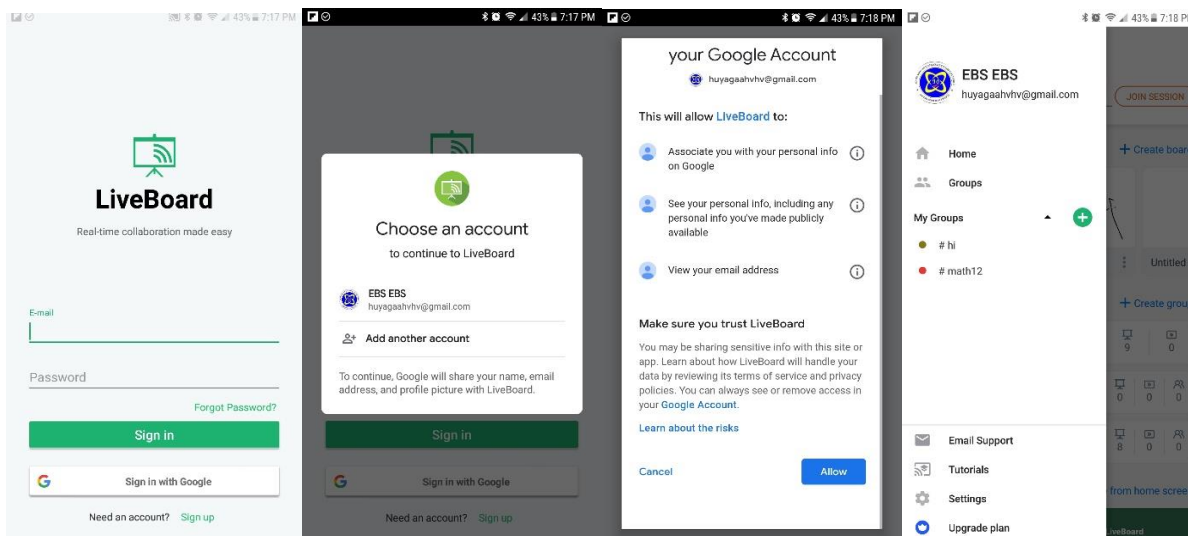 43% 7:17 PM
LiveBoard
Real-time collaboration made easy
E-mail
Password
Forgot Password?
Sign in
Sign in with Google
Need an account? Sign up
43% 7:17 PM
Choose an account
to continue to LiveBoard
EBS EBS
huyagaahvhv@gmail.com
Add another account
To continue, Google will share your name, email
address, and profile picture with LiveBoard.
Sign in
Sign in with Google
Need an account? Sign up
43% 7:18 PM
your Google Account
huyagaahvhv@gmail.com
This will allow LiveBoard to:
Associate you with your personal info
on Google
See your personal info, including any
personal info you've made publicly
available
View your email address
Make sure you trust LiveBoard
You may be sharing sensitive info with this site or
app. Learn about how LiveBoard will handle your
data by reviewing its terms of service and privacy
policies. You can always see or remove access in
your Google Account.
Learn about the risks
Cancel
Allow
43% 7:18 P
EBS EBS
huyagaahvhv@gmail.com
JOIN SESSION
Home
Groups
My Groups
# hi
# math12
Email Support
Tutorials
Settings
Upgrade plan
+ Create boar
Untitled
+ Create grou
9 0
0 0 0
8 0 0
from home scree
LiveBoard